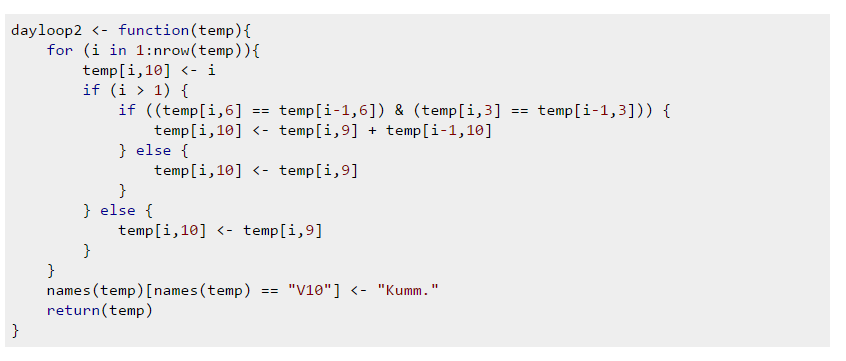 dayloop2 <- function(temp){
    for (i in 1:nrow(temp)){
        temp[i,10] <- i
        if (i > 1) {
            if ((temp[i,6] == temp[i-1,6]) & (temp[i,3] == temp[i-1,3])) {
                temp[i,10] <- temp[i,9] + temp[i-1,10]
            } else {
                temp[i,10] <- temp[i,9]
            }
        } else {
            temp[i,10] <- temp[i,9]
        }
    }
    names(temp)[names(temp) == "V10"] <- "Kumm."
    return(temp)
}